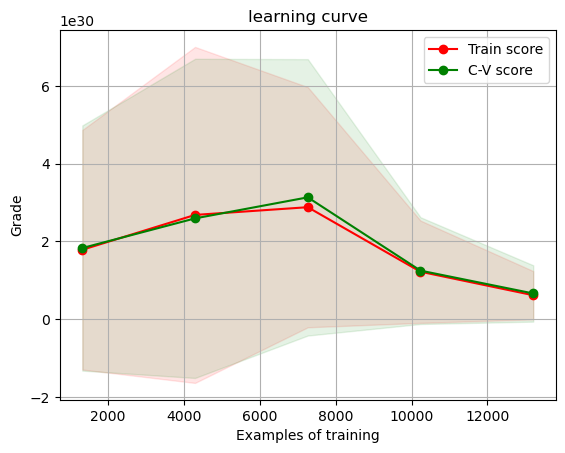 learning curve
1e30
Train score
C-V score
6
4
2
0
−2
Grade
2000 4000 6000 8000 10000 12000
Examples of training